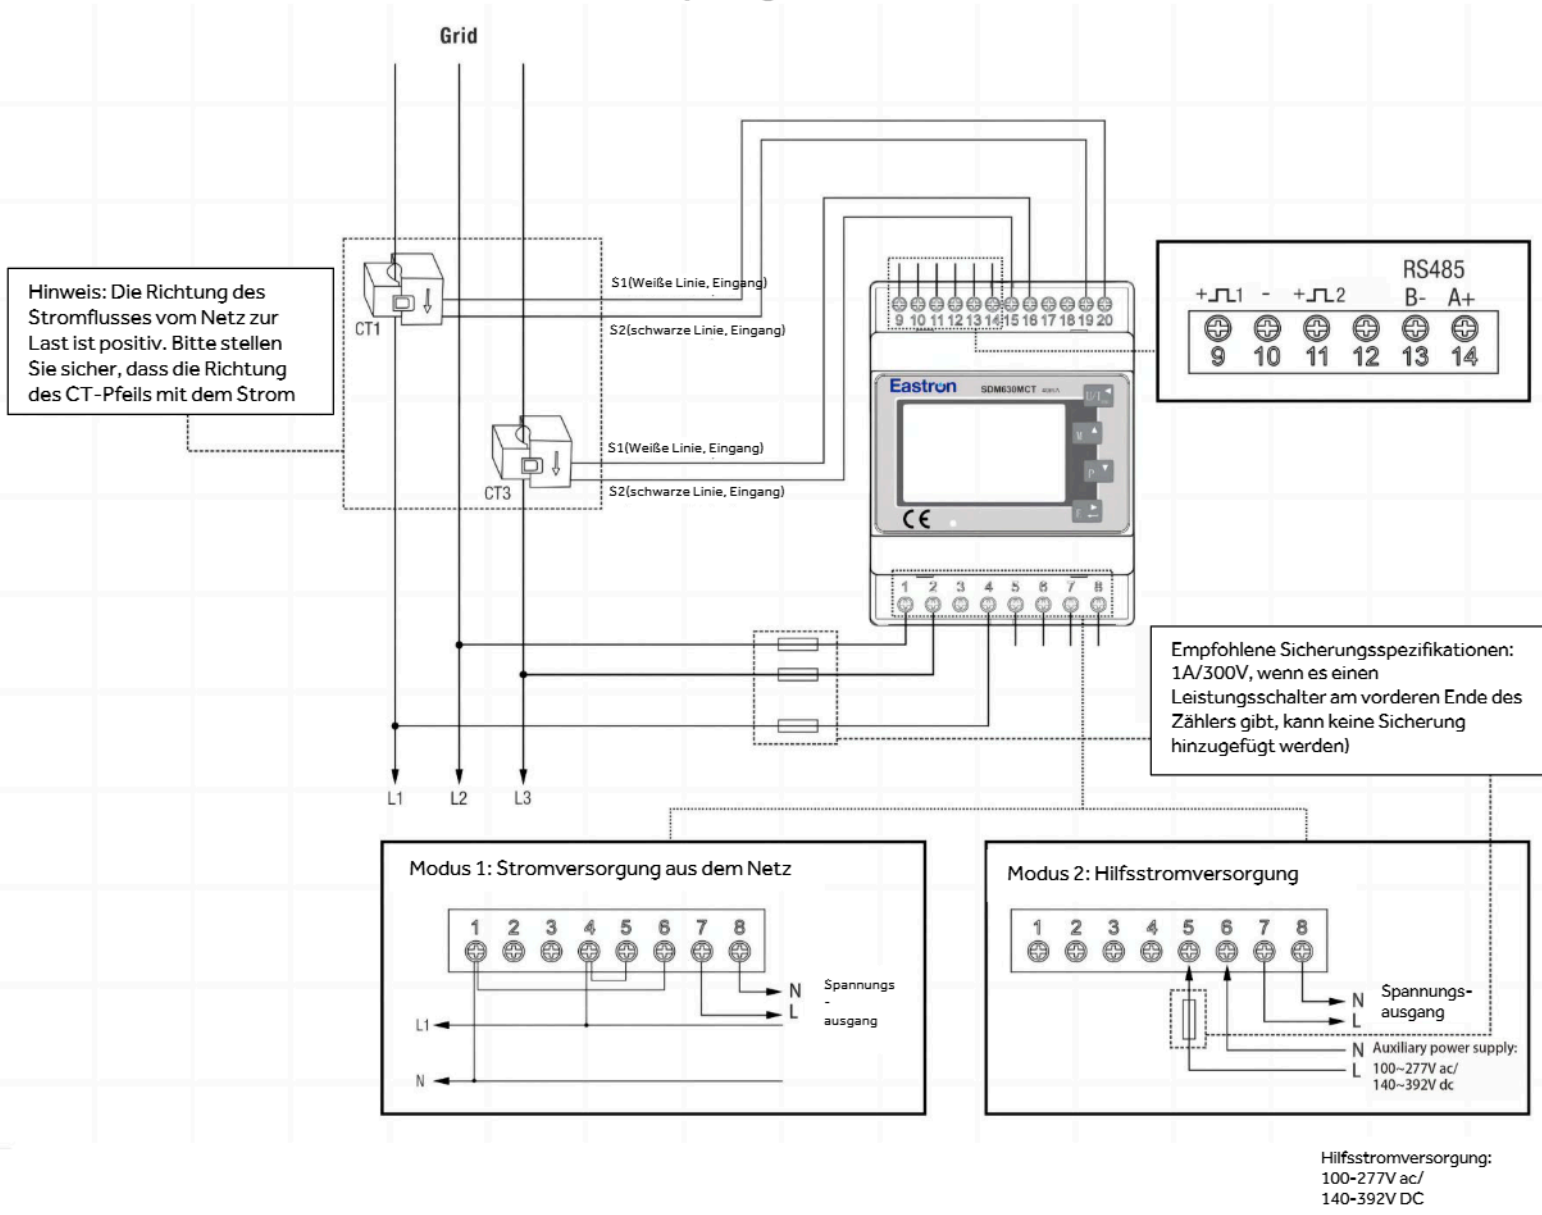 Grid
Hinweis: Die Richtung des
Stromflusses vom Netz zur
Last ist positiv. Bitte stellen
Sie sicher, dass die Richtung
des CT-Pfeils mit dem Strom
CT1
S1(Weiße Linie, Eingang)
S2(schwarze Linie, Eingang)
CT3
S1(Weiße Linie, Eingang)
S2(schwarze Linie, Eingang)
9 10 11 12 13 14 15 16 17 18 19 20
Eastron SDM630MCT
M
P
CE
1 2 3 4 5 6 7 8
RS485
+ 1 - + 2 B- A+
9 10 11 12 13 14
Empfohlene Sicherungsspezifikationen:
1A/300V, wenn es einen
Leistungsschalter am vorderen Ende des
Zählers gibt, kann keine Sicherung
hinzugefügt werden)
L1 L2 L3
Modus 1: Stromversorgung aus dem Netz
1 2 3 4 5 6 7 8
N
L
Spannungs
-
ausgang
L1
N
Modus 2: Hilfsstromversorgung
1 2 3 4 5 6 7 8
N
L
Spannungs-
ausgang
N
L
Auxiliary power supply:
100~277V ac/
140~392V dc
Hilfsstromversorgung:
100-277V ac/
140-392V DC